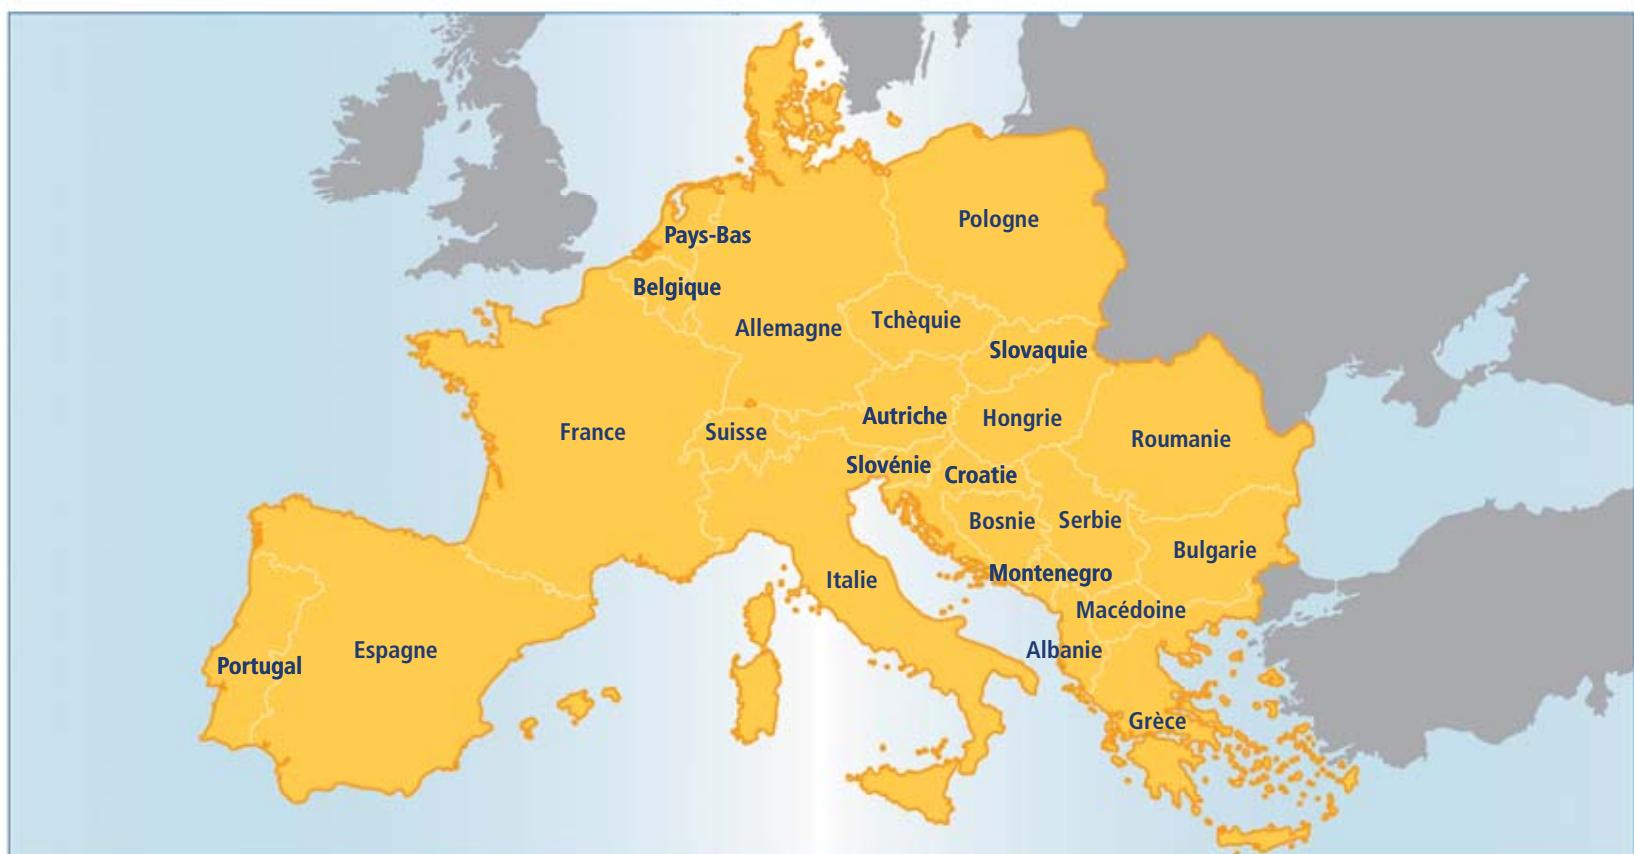 Pologne
Pays-Bas
Belgique
Tchèquie
Allemagne
Slovaquie
Autriche
Hongrie
France
Suisse
Roumanie
Slovénie
Croatie
Bosnie
Serbie
Bulgarie
Montenegro
Italie
Macédoine
Albanie
Espagne
Portugal
Grèce